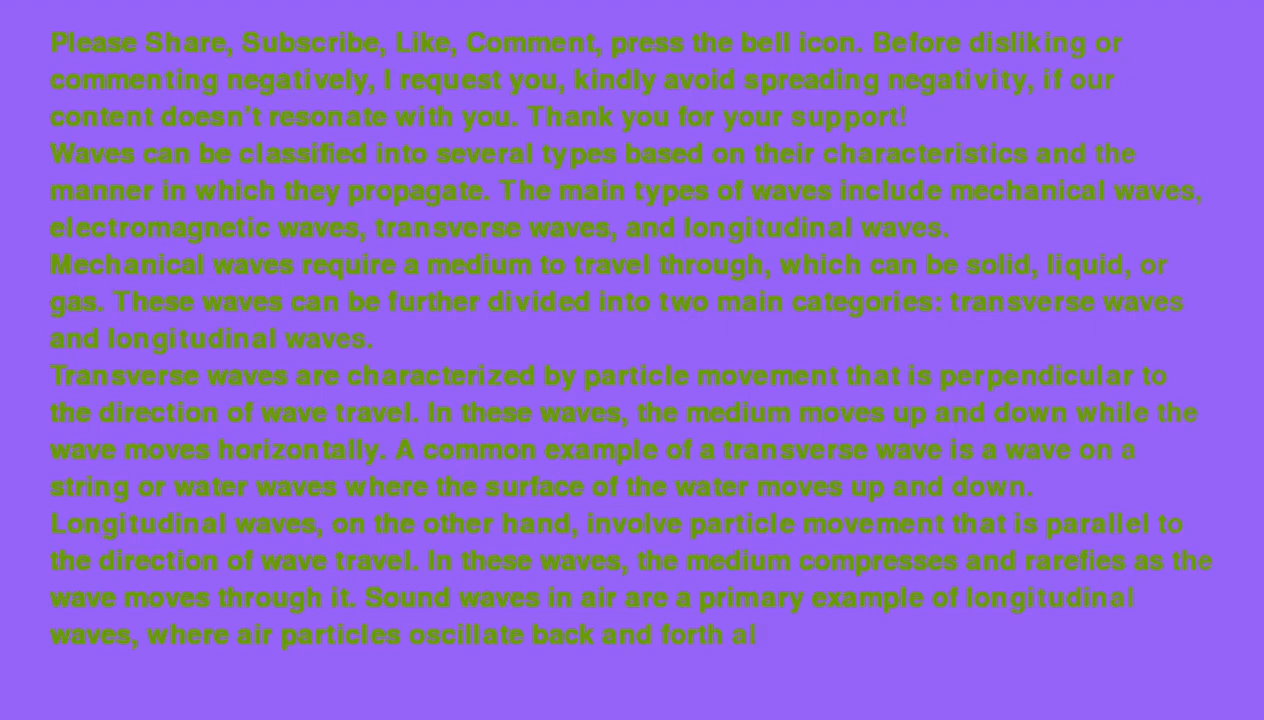 Please Share, Subscribe, Like, Comment, press the bell icon. Before disliking or
commenting negatively, I request you, kindly avoid spreading negativity, if our
content doesn't resonate with you. Thank you for your support!
Waves can be classified into several types based on their characteristics and the
manner in which they propagate. The main types of waves include mechanical waves,
electromagnetic waves, transverse waves, and longitudinal waves.
Mechanical waves require a medium to travel through, which can be solid, liquid, or
gas. These waves can be further divided into two main categories: transverse waves
and longitudinal waves.
Transverse waves are characterized by particle movement that is perpendicular to
the direction of wave travel. In these waves, the medium moves up and down while the
wave moves horizontally. A common example of a transverse wave is a wave on a
string or water waves where the surface of the water moves up and down.
Longitudinal waves, on the other hand, involve particle movement that is parallel to
the direction of wave travel. In these waves, the medium compresses and rarefies as the
wave moves through it. Sound waves in air are a primary example of longitudinal
waves, where air particles oscillate back and forth al